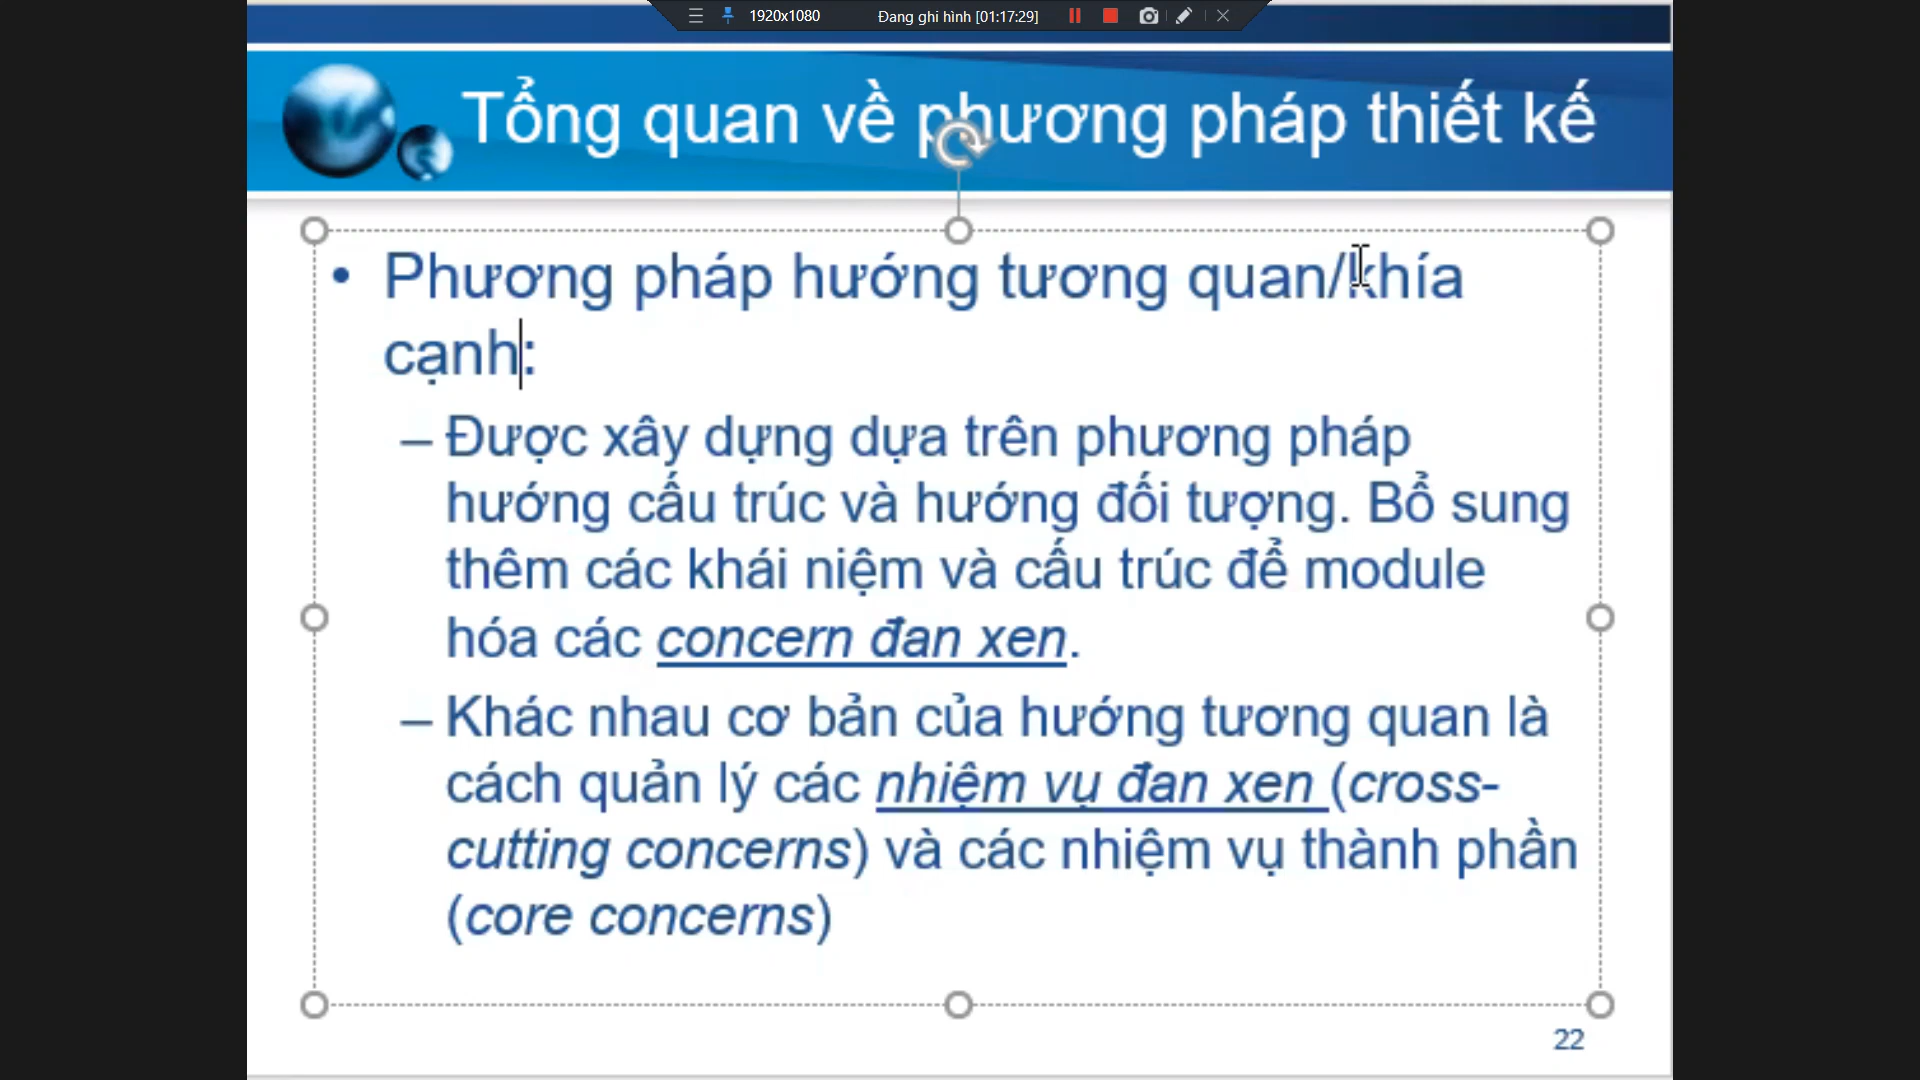 1920x1080 Đang ghi hình [01:17:29]
Tổng quan về phương pháp thiết kế
• Phương pháp hướng tương quan/khía
cạnh:
– Được xây dựng dựa trên phương pháp
hướng cấu trúc và hướng đối tượng. Bổ sung
thêm các khái niệm và cấu trúc để module
hóa các concern đan xen.
– Khác nhau cơ bản của hướng tương quan là
cách quản lý các nhiệm vụ đan xen (cross-
cutting concerns) và các nhiệm vụ thành phần
(core concerns)
22